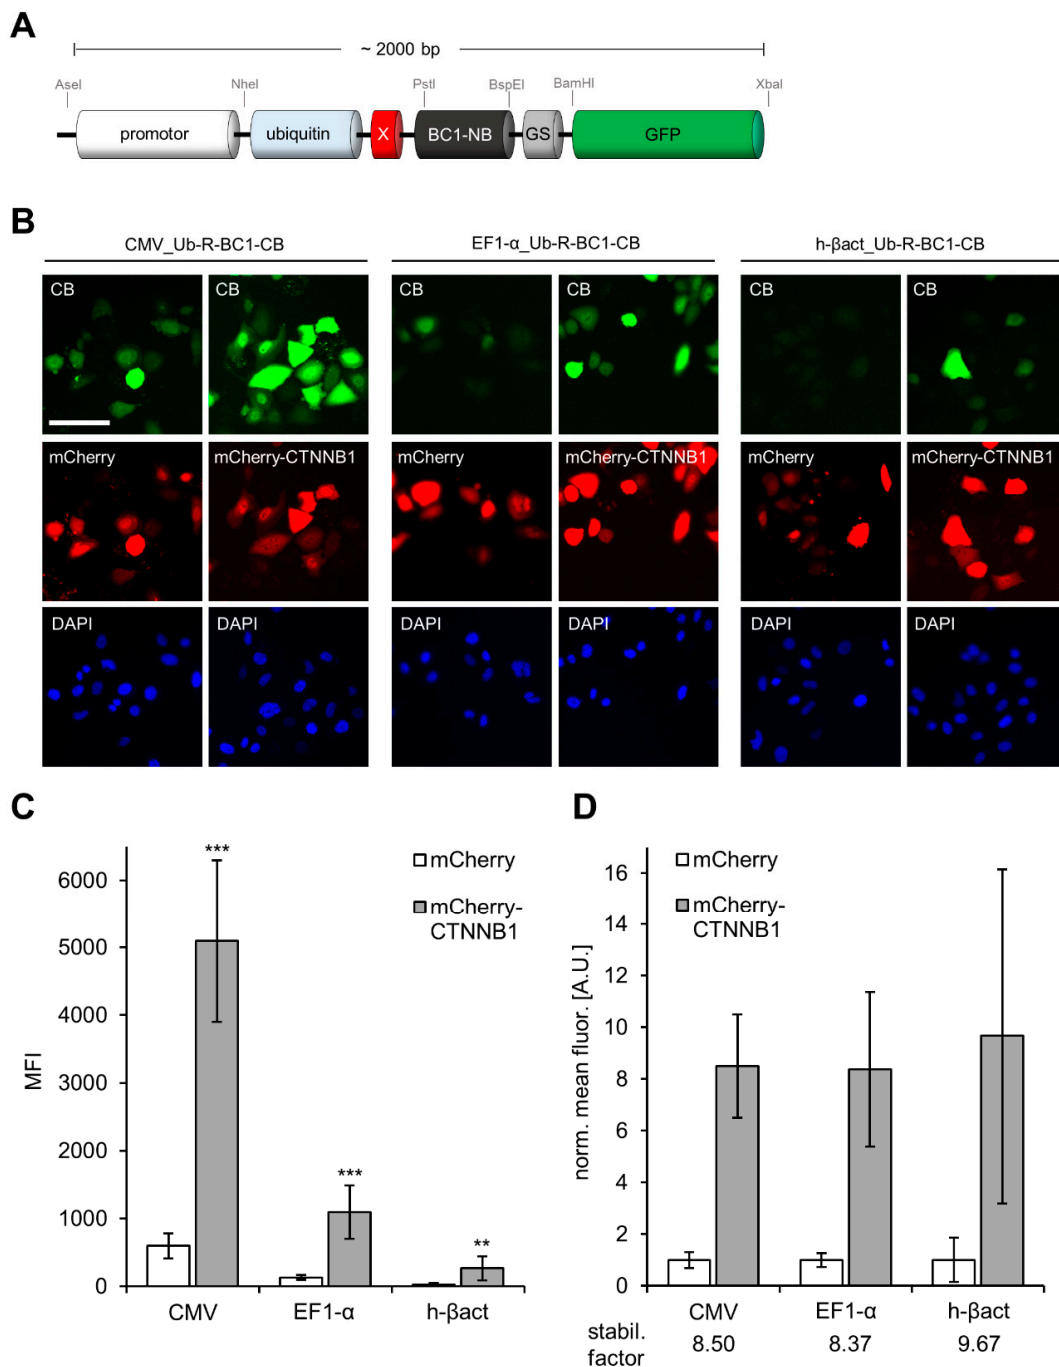 A
~ 2000 bp
AseI NheI PstI BspEI BamHI XbaI
promotor ubiquitin X BC1-NB GS GFP
B
CMV_Ub-R-BC1-CB EF1-α_Ub-R-BC1-CB h-βact_Ub-R-BC1-CB
CB CB CB CB CB CB
mCherry mCherry-CTNNB1 mCherry mCherry-CTNNB1 mCherry mCherry-CTNNB1
DAPI DAPI DAPI DAPI DAPI DAPI
C
MFI
6000
5000
4000
3000
2000
1000
0
*** *** **
mCherry
mCherry-
CTNNB1
CMV EF1-α h-βact
D
norm. mean fluor. [A.U.]
16
14
12
10
8
6
4
2
0
mCherry
mCherry-
CTNNB1
CMV EF1-α h-βact
stabil.
factor 8.50 8.37 9.67